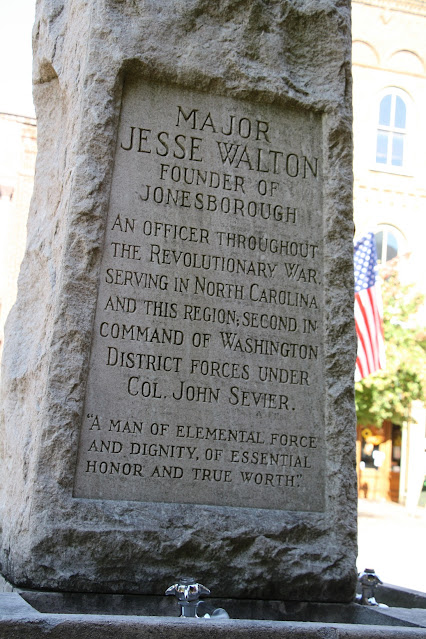 MAJOR
JESSE WALTON
FOUNDER OF
JONESBOROUGH
AN OFFICER THROUGHOUT
THE REVOLUTIONARY WAR
SERVING IN NORTH CAROLINA
AND THIS REGION; SECOND IN
COMMAND OF WASHINGTON
DISTRICT FORCES UNDER
COL. JOHN SEVIER.
"A MAN OF ELEMENTAL FORCE
AND DIGNITY, OF ESSENTIAL
HONOR AND TRUE WORTH."